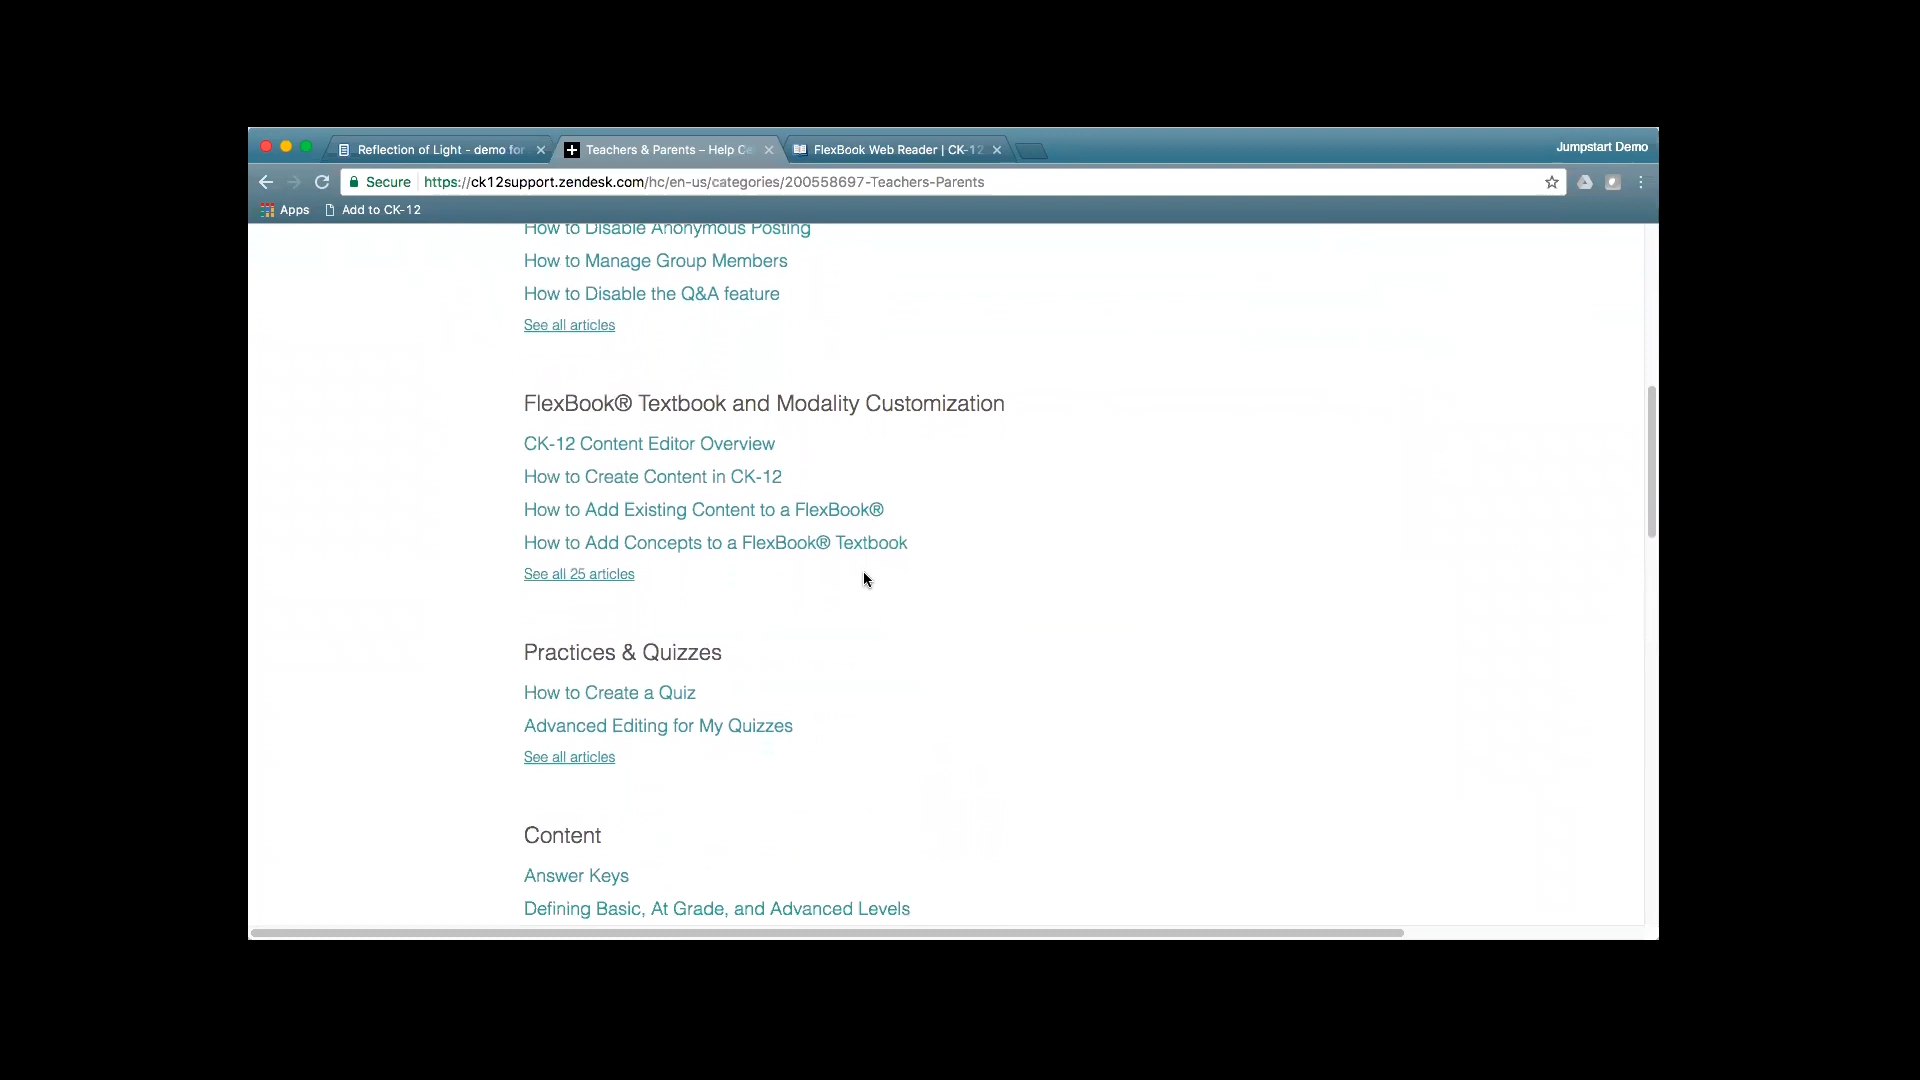 Reflection of Light - demo for
Teachers & Parents – Help Ce
FlexBook Web Reader | CK-12
Jumpstart Demo
Secure https://ck12support.zendesk.com/hc/en-us/categories/200558697-Teachers-Parents
Apps Add to CK-12
How to Disable Anonymous Posting
How to Manage Group Members
How to Disable the Q&A feature
See all articles
FlexBook® Textbook and Modality Customization
CK-12 Content Editor Overview
How to Create Content in CK-12
How to Add Existing Content to a FlexBook®
How to Add Concepts to a FlexBook® Textbook
See all 25 articles
Practices & Quizzes
How to Create a Quiz
Advanced Editing for My Quizzes
See all articles
Content
Answer Keys
Defining Basic, At Grade, and Advanced Levels